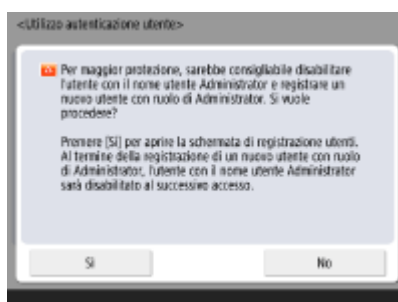 <Utilizzo autenticazione utente>
Per maggior protezione, sarebbe consigliabile disabilitare
l'utente con il nome utente Administrator e registrare un
nuovo utente con ruolo di Administrator. Si vuole
procedere?
Premere [Sì] per aprire la schermata di registrazione utenti.
Al termine della registrazione di un nuovo utente con ruolo
di Administrator, l'utente con il nome utente Administrator
sarà disabilitato al successivo accesso.
Sì
No